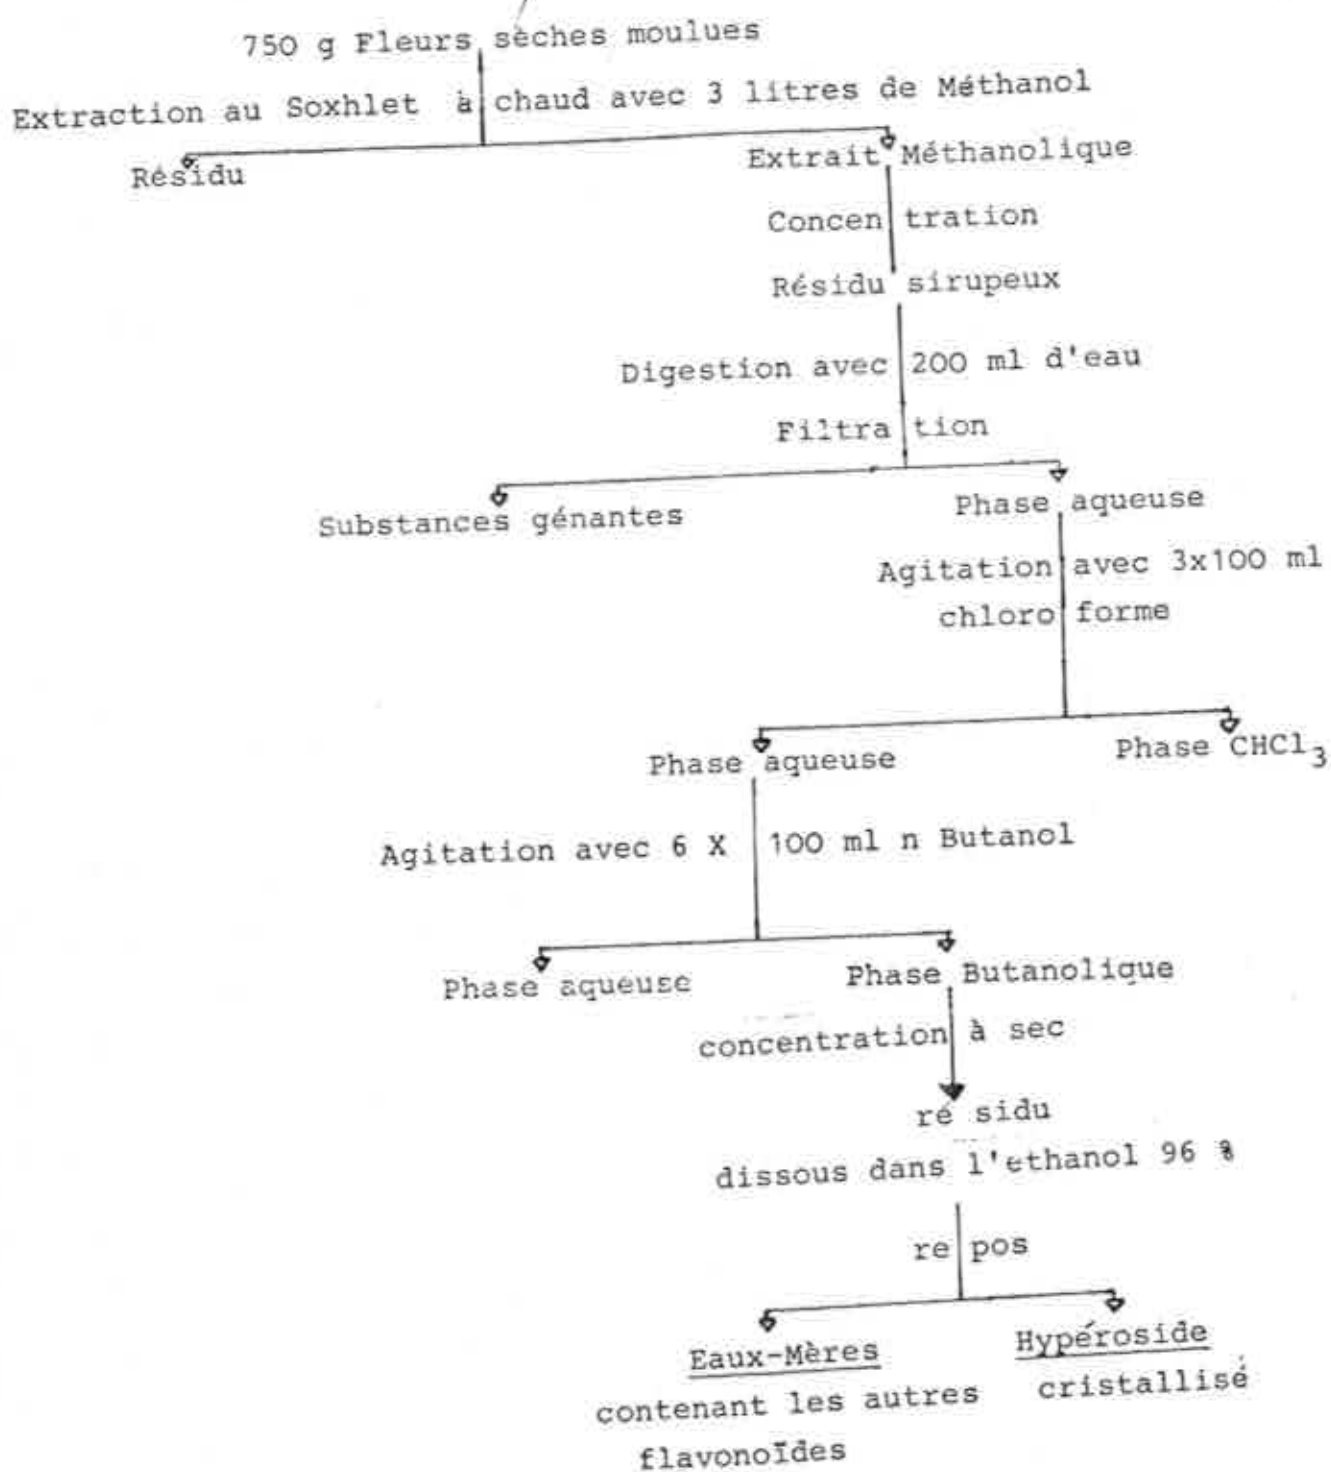 750 g Fleurs sèches moulues
Extraction au Soxhlet à chaud avec 3 litres de Méthanol
Résidu
Extrait Méthanolique
Concentration
Résidu sirupeux
Digestion avec 200 ml d'eau
Filtration
Substances génantes
Phase aqueuse
Agitation avec 3x100 ml
chloroforme
Phase aqueuse
Phase CHCl3
Agitation avec 6 X 100 ml n Butanol
Phase aqueuse
Phase Butanolique
concentration à sec
ré sidu
dissous dans l'ethanol 96 %
repos
Eaux-Mères
Hypéroside
contenant les autres
cristallisé
flavonoïdes